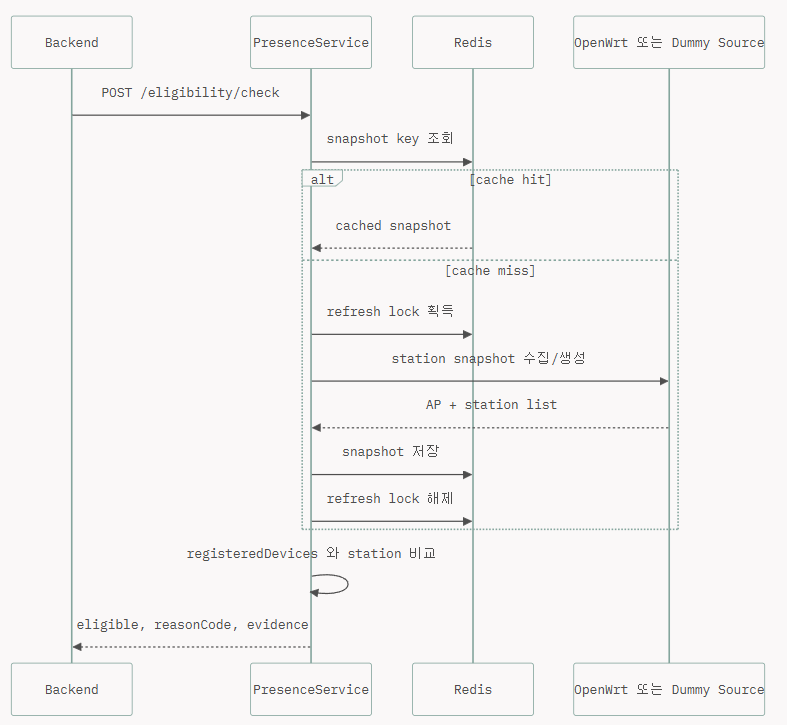 Backend
PresenceService
Redis
OpenWrt 또는 Dummy Source
POST /eligibility/check
snapshot key 조회
alt
[cache hit]
cached snapshot
[cache miss]
refresh lock 획득
station snapshot 수집/생성
AP + station list
snapshot 저장
refresh lock 해제
registeredDevices 와 station 비교
eligible, reasonCode, evidence
Backend
PresenceService
Redis
OpenWrt 또는 Dummy Source